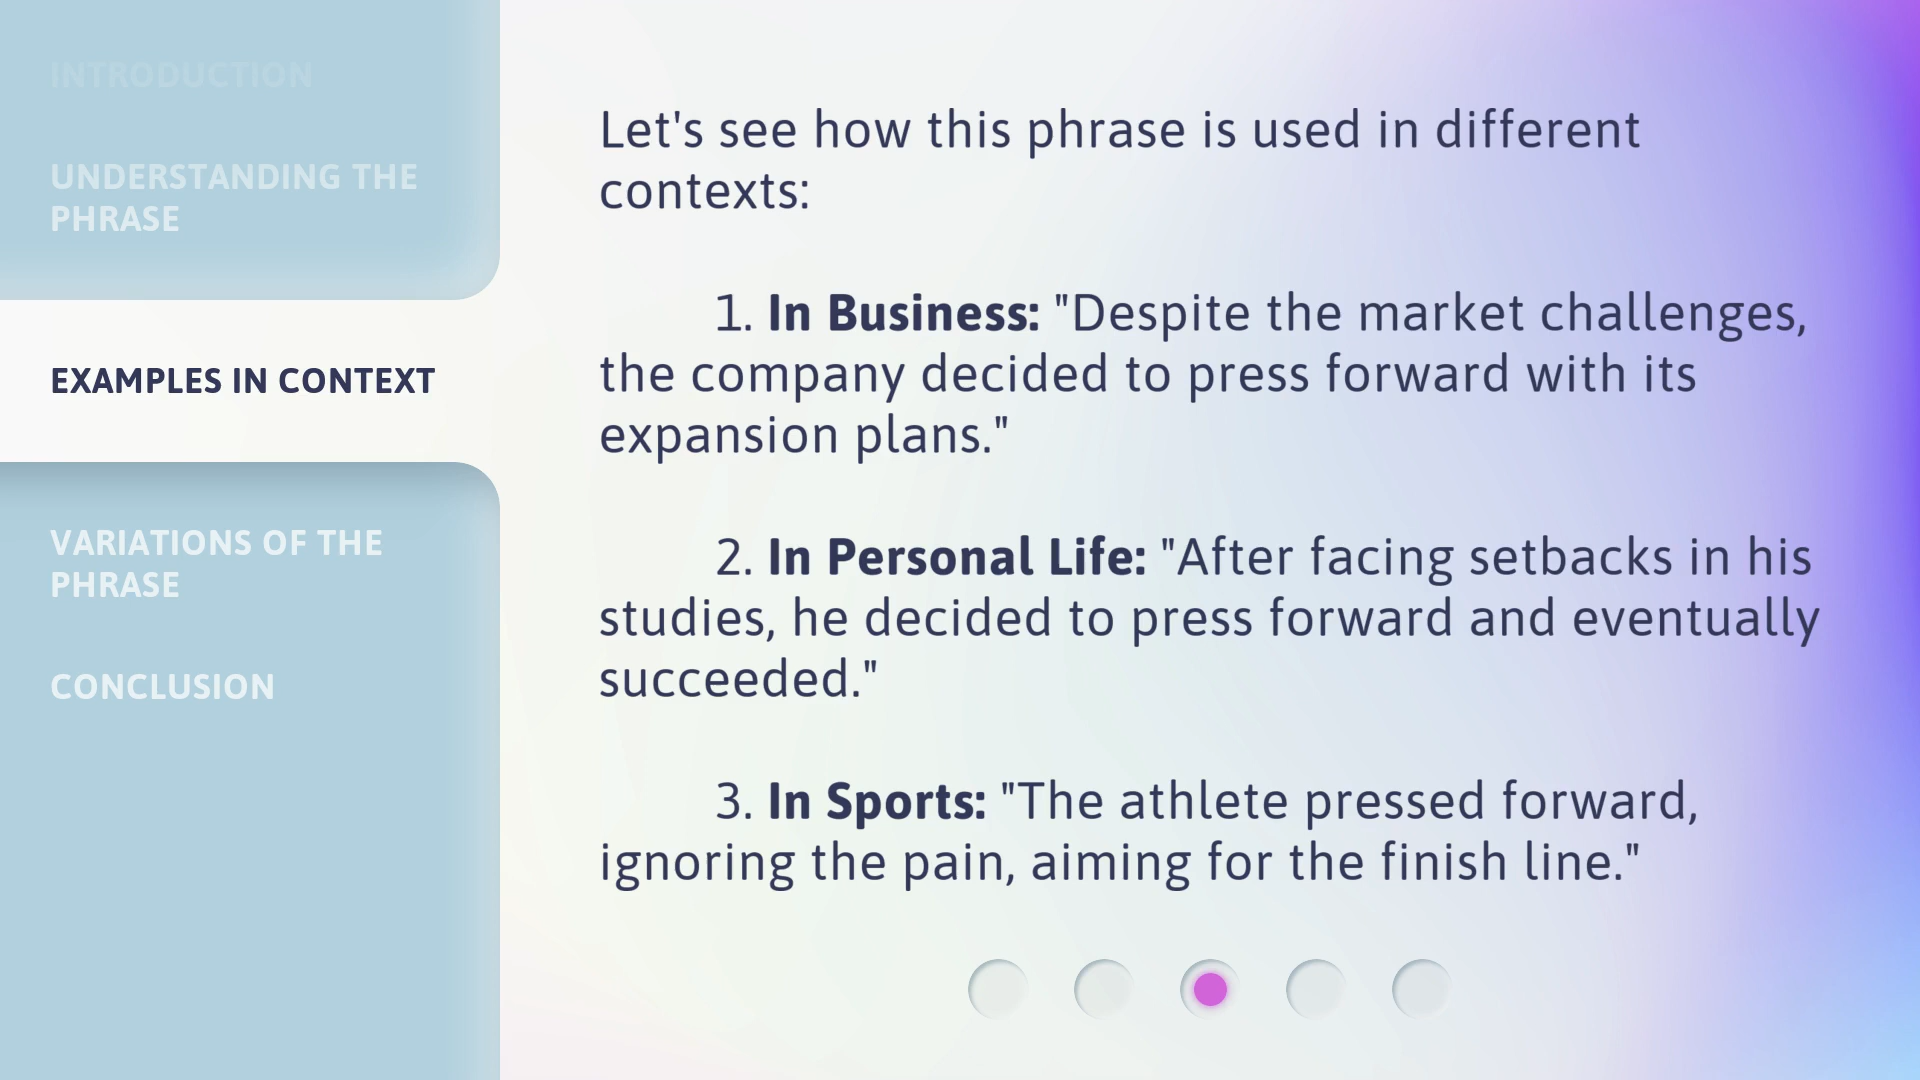 INTRODUCTION
UNDERSTANDING THE
PHRASE
EXAMPLES IN CONTEXT
VARIATIONS OF THE
PHRASE
CONCLUSION
Let's see how this phrase is used in different
contexts:
1. In Business: "Despite the market challenges,
the company decided to press forward with its
expansion plans."
2. In Personal Life: "After facing setbacks in his
studies, he decided to press forward and eventually
succeeded."
3. In Sports: "The athlete pressed forward,
ignoring the pain, aiming for the finish line."